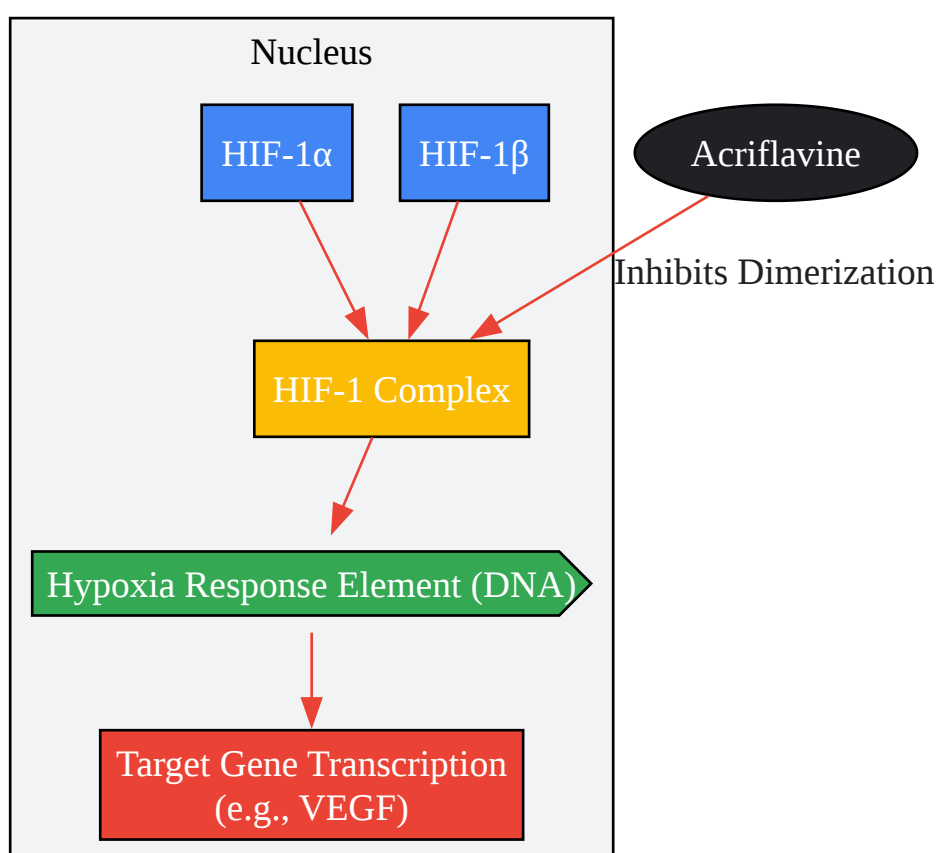 Nucleus
HIF-1α
HIF-1β
Acriflavine
Inhibits Dimerization
HIF-1 Complex
Hypoxia Response Element (DNA)
Target Gene Transcription
(e.g., VEGF)